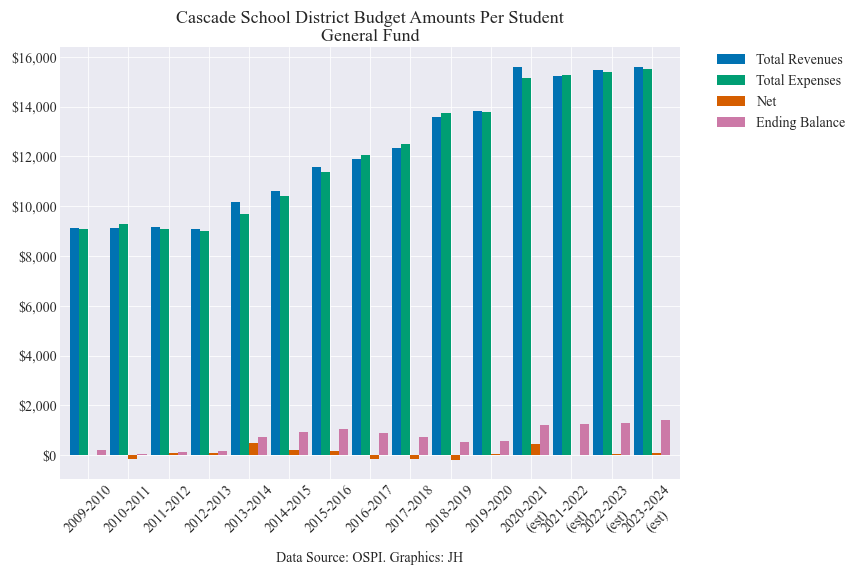 Cascade School District Budget Amounts Per Student
General Fund
Total Revenues
Total Expenses
Net
Ending Balance
$16,000
$14,000
$12,000
$10,000
$8,000
$6,000
$4,000
$2,000
$0
2009-2010
2010-2011
2011-2012
2012-2013
2013-2014
2014-2015
2015-2016
2016-2017
2017-2018
2018-2019
2019-2020
2020-2021
(est)
2021-2022
(est)
2022-2023
(est)
2023-2024
(est)
Data Source: OSPI. Graphics: JH